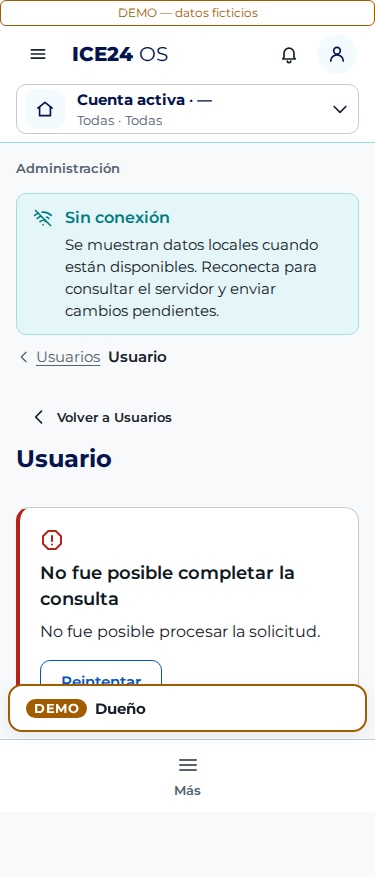 DEMO — datos ficticios
ICE24 OS
Cuenta activa · —
Todas · Todas
Administración
Sin conexión
Se muestran datos locales cuando
están disponibles. Reconecta para
consultar el servidor y enviar
cambios pendientes.
Usuarios Usuario
Volver a Usuarios
Usuario
No fue posible completar la
consulta
No fue posible procesar la solicitud.
Reintentar
DEMO Dueño
Más